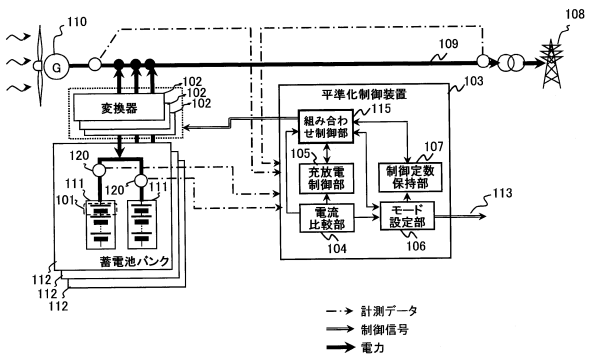 110
108
G
109
102
102
102
変換器
平準化制御装置
103
115
組み合わ
せ制御部
105
充放電
制御部
107
制御定数
保持部
120
120
111
111
101
電流
比較部
104
モード
設定部
106
113
蓄電池バンク
112
112
112
計測データ
制御信号
電力